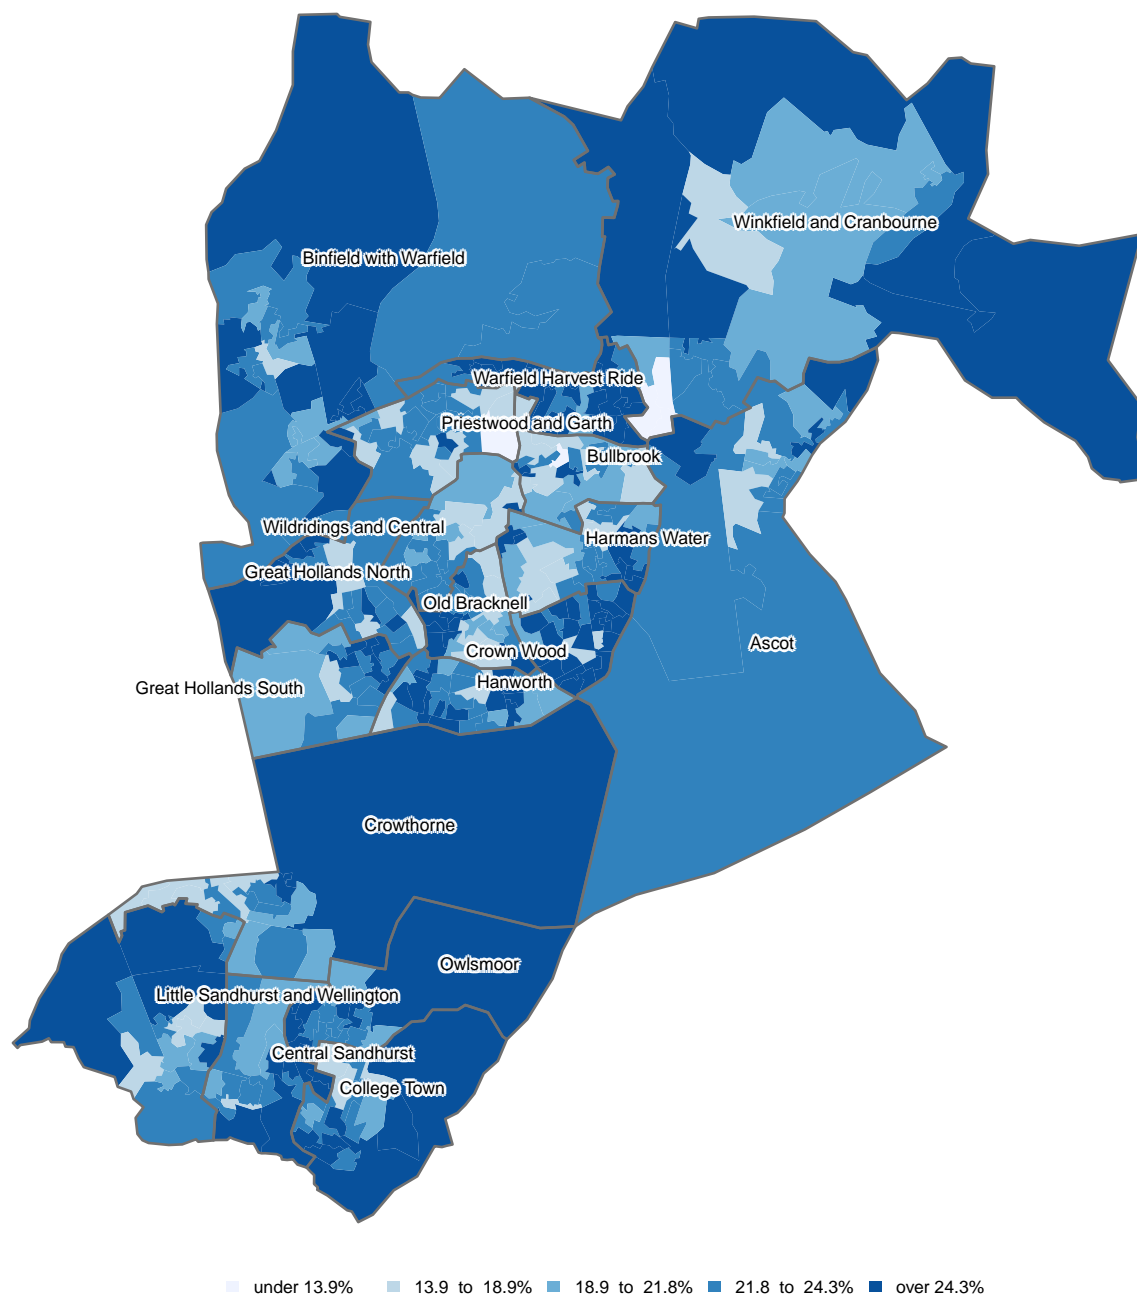 Winkfield and Cranbourne
Binfield with Warfield
Warfield Harvest Ride
Priestwood and Garth
Bullbrook
Wildridings and Central
Harmans Water
Great Hollands North
Old Bracknell
Ascot
Crown Wood
Hanworth
Great Hollands South
Crowthorne
Owlsmoor
Little Sandhurst and Wellington
Central Sandhurst
College Town
under 13.9% 13.9 to 18.9% 18.9 to 21.8% 21.8 to 24.3% over 24.3%